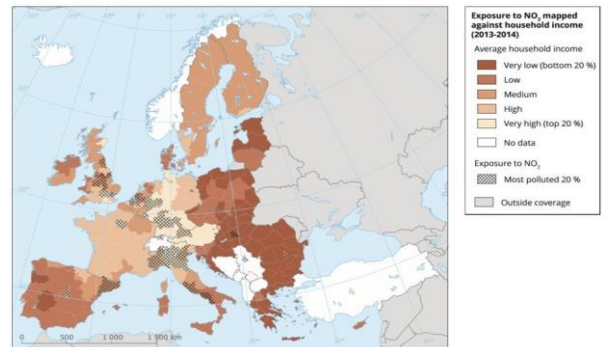 Exposure to NO₂ mapped
against household income
(2013-2014)
Average household income
Very low (bottom 20 %)
Low
Medium
High
Very high (top 20 %)
No data
Exposure to NO₂
Most polluted 20 %
Outside coverage
0 500 1 000 1 500 km